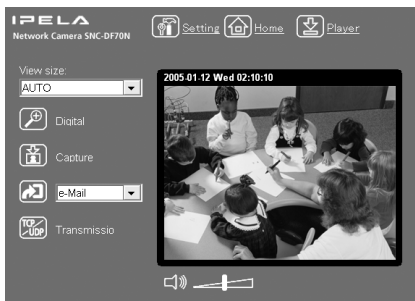 IPELA
Network Camera SNC-DF70N
Setting Home Player
View size:
AUTO
2005-01-12 Wed 02:10:10
Digital
Capture
e-Mail
TCP/UDP Transmissio